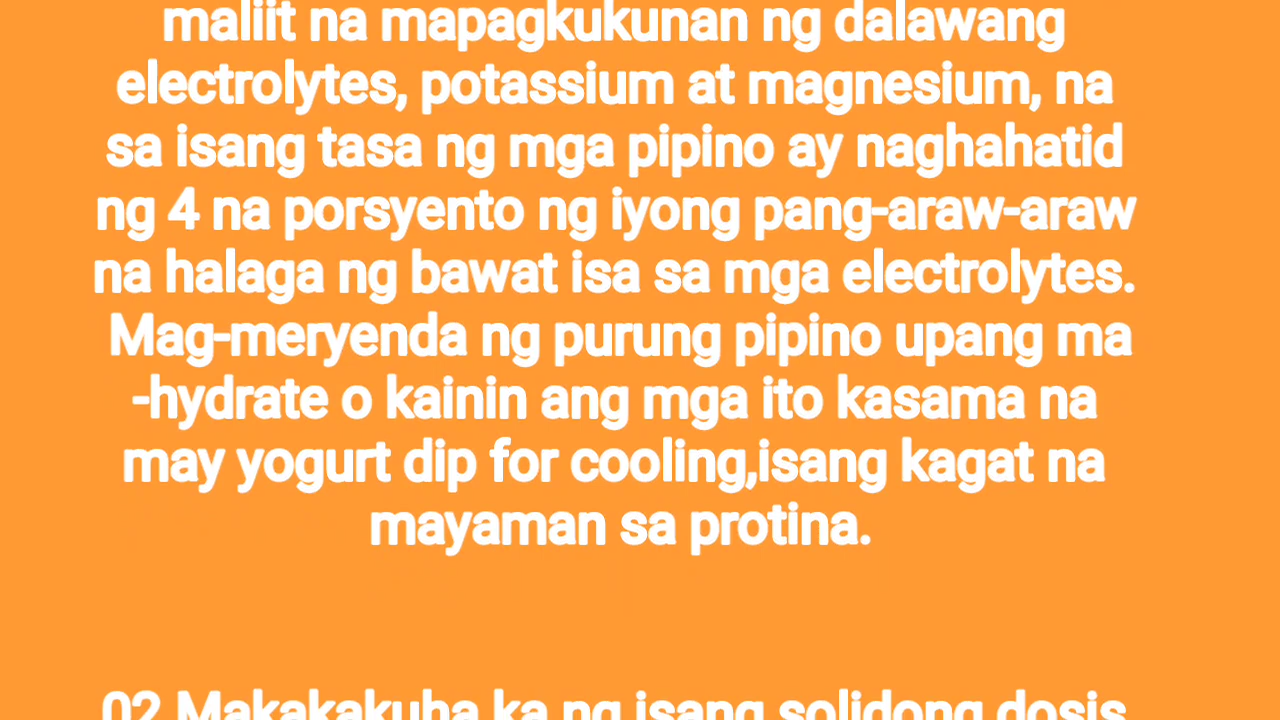 maliit na mapagkukunan ng dalawang
electrolytes, potassium at magnesium, na
sa isang tasa ng mga pipino ay naghahatid
ng 4 na porsyento ng iyong pang-araw-araw
na halaga ng bawat isa sa mga electrolytes.
Mag-meryenda ng purung pipino upang ma
-hydrate o kainin ang mga ito kasama na
may yogurt dip for cooling,isang kagat na
mayaman sa protina.
02 Makakakuha ka ng isang solidong dosis